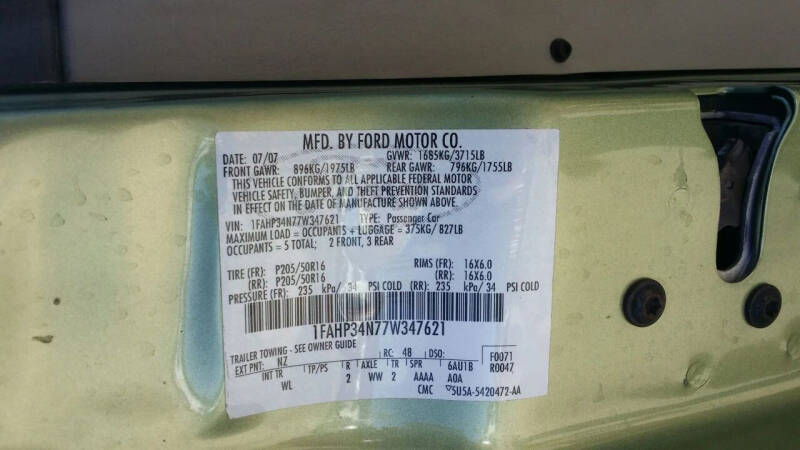 MFD. BY FORD MOTOR CO.
DATE: 07/07 GVWR: 1685KG/3715LB
FRONT GAWR: 896KG/1975LB REAR GAWR: 796KG/1755LB
THIS VEHICLE CONFORMS TO ALL APPLICABLE FEDERAL MOTOR
VEHICLE SAFETY, BUMPER, AND THEFT PREVENTION STANDARDS
IN EFFECT ON THE DATE OF MANUFACTURE SHOWN ABOVE.
VIN: 1FAHP34N77W347621 TYPE: Passenger Car
MAXIMUM LOAD = OCCUPANTS + LUGGAGE = 375KG/ 827LB
OCCUPANTS = 5 TOTAL; 2 FRONT, 3 REAR
TIRE (FR): P205/50R16 RIMS (FR): 16X6.0
(RR): P205/50R16 (RR): 16X6.0
PRESSURE (FR): 235 kPa/ 34 PSI COLD (RR): 235 kPa/ 34 PSI COLD
1FAHP34N77W347621
TRAILER TOWING - SEE OWNER GUIDE
EXT PNT: NZ RC: 48 DSO: F0071
INT TR TP/PS R AXLE TR SPR 6AU1B R0047
WL 2 WW 2 AAAA AOA
CMC 5U5A-5420472-AA